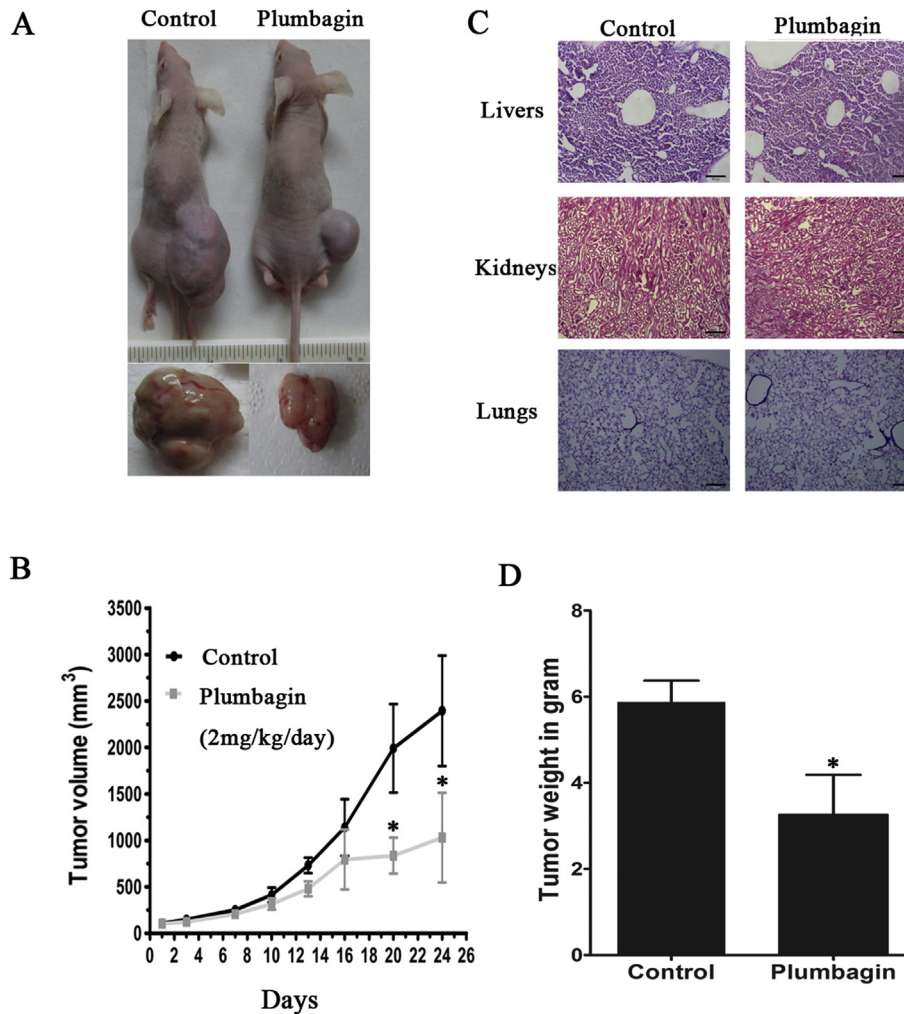 A
Control Plumbagin
C
Control Plumbagin
Livers
Kidneys
Lungs
B
Tumor volume (mm3)
3500
3000
2500
2000
1500
1000
500
0
Control
Plumbagin
(2mg/kg/day)
*
*
0 2 4 6 8 10 12 14 16 18 20 22 24 26
Days
D
Tumor weight in gram
8
6
4
2
0
*
Control Plumbagin